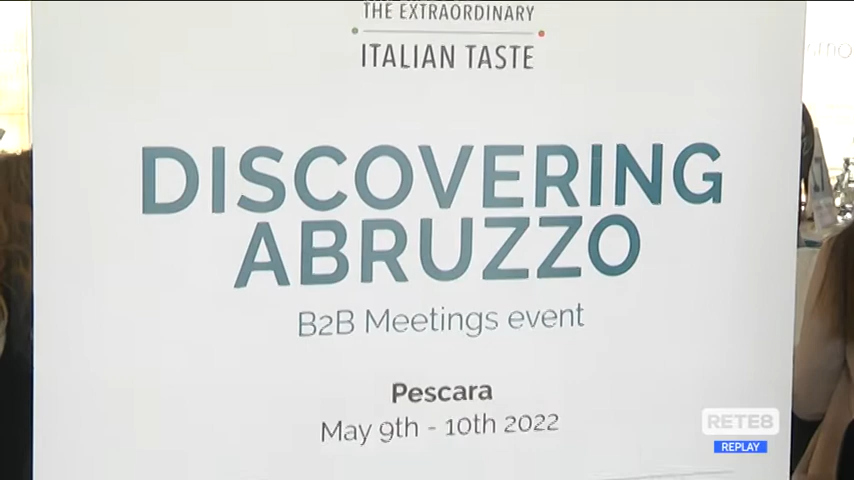 THE EXTRAORDINARY
ITALIAN TASTE
DISCOVERING
ABRUZZO
B2B Meetings event
Pescara
May 9th - 10th 2022
RETE8
REPLAY